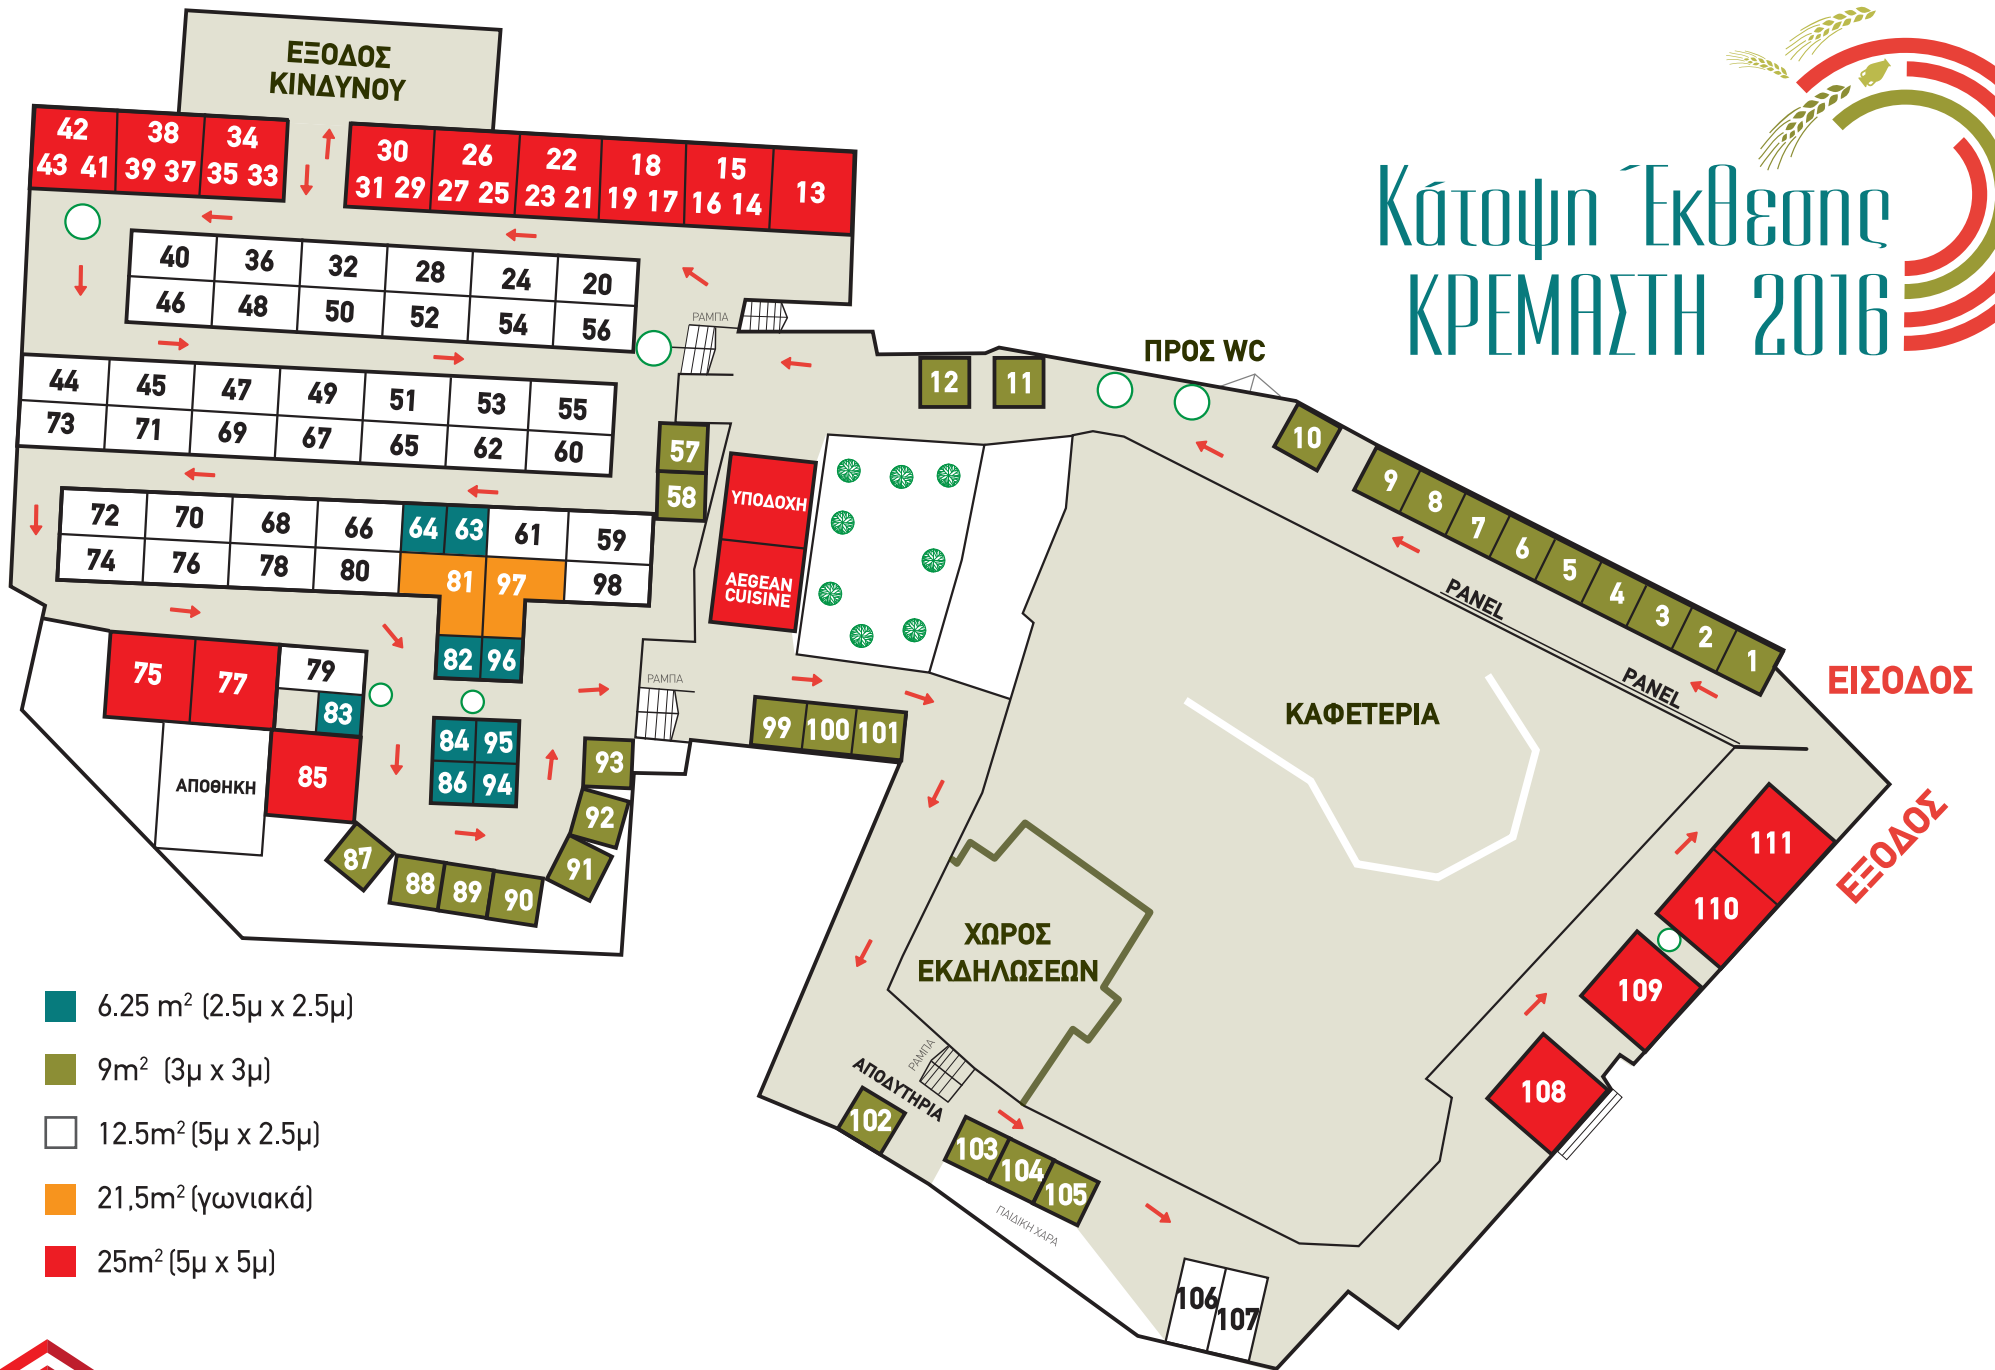 ΕΞΟΔΟΣ
ΚΙΝΔΥΝΟΥ
42
43 41
38
39 37
34
35 33
30
31 29
26
27 25
22
23 21
18
19 17
15
16 14
13
Κάτοψη Έκθεσης
ΚΡΕΜΑΣΤΗ 2016
40 36 32 28 24 20
46 48 50 52 54 56
ΡΑΜΠΑ
ΠΡΟΣ WC
12 11
10
9 8 7 6 5 4 3 2 1
44 45 47 49 51 53 55
73 71 69 67 65 62 60
57
58
ΥΠΟΔΟΧΗ
AEGEAN
CUISINE
72 70 68 66 64 63 61 59
74 76 78 80 81 97 98
82 96
PANEL
PANEL
ΕΙΣΟΔΟΣ
ΚΑΦΕΤΕΡΙΑ
75 77 79
83
ΡΑΜΠΑ
99 100 101
84 95
86 94
ΑΠΟΘΗΚΗ
85
93
92
91
87
88 89 90
ΕΞΟΔΟΣ
111
110
109
108
ΧΩΡΟΣ
ΕΚΔΗΛΩΣΕΩΝ
ΡΑΜΠΑ
ΑΠΟΔΥΤΗΡΙΑ
102
103 104 105
ΠΑΙΔΙΚΗ ΧΑΡΑ
106 107
6.25 m² (2.5μ x 2.5μ)
9m² (3μ x 3μ)
12.5m² (5μ x 2.5μ)
21,5m² (γωνιακά)
25m² (5μ x 5μ)